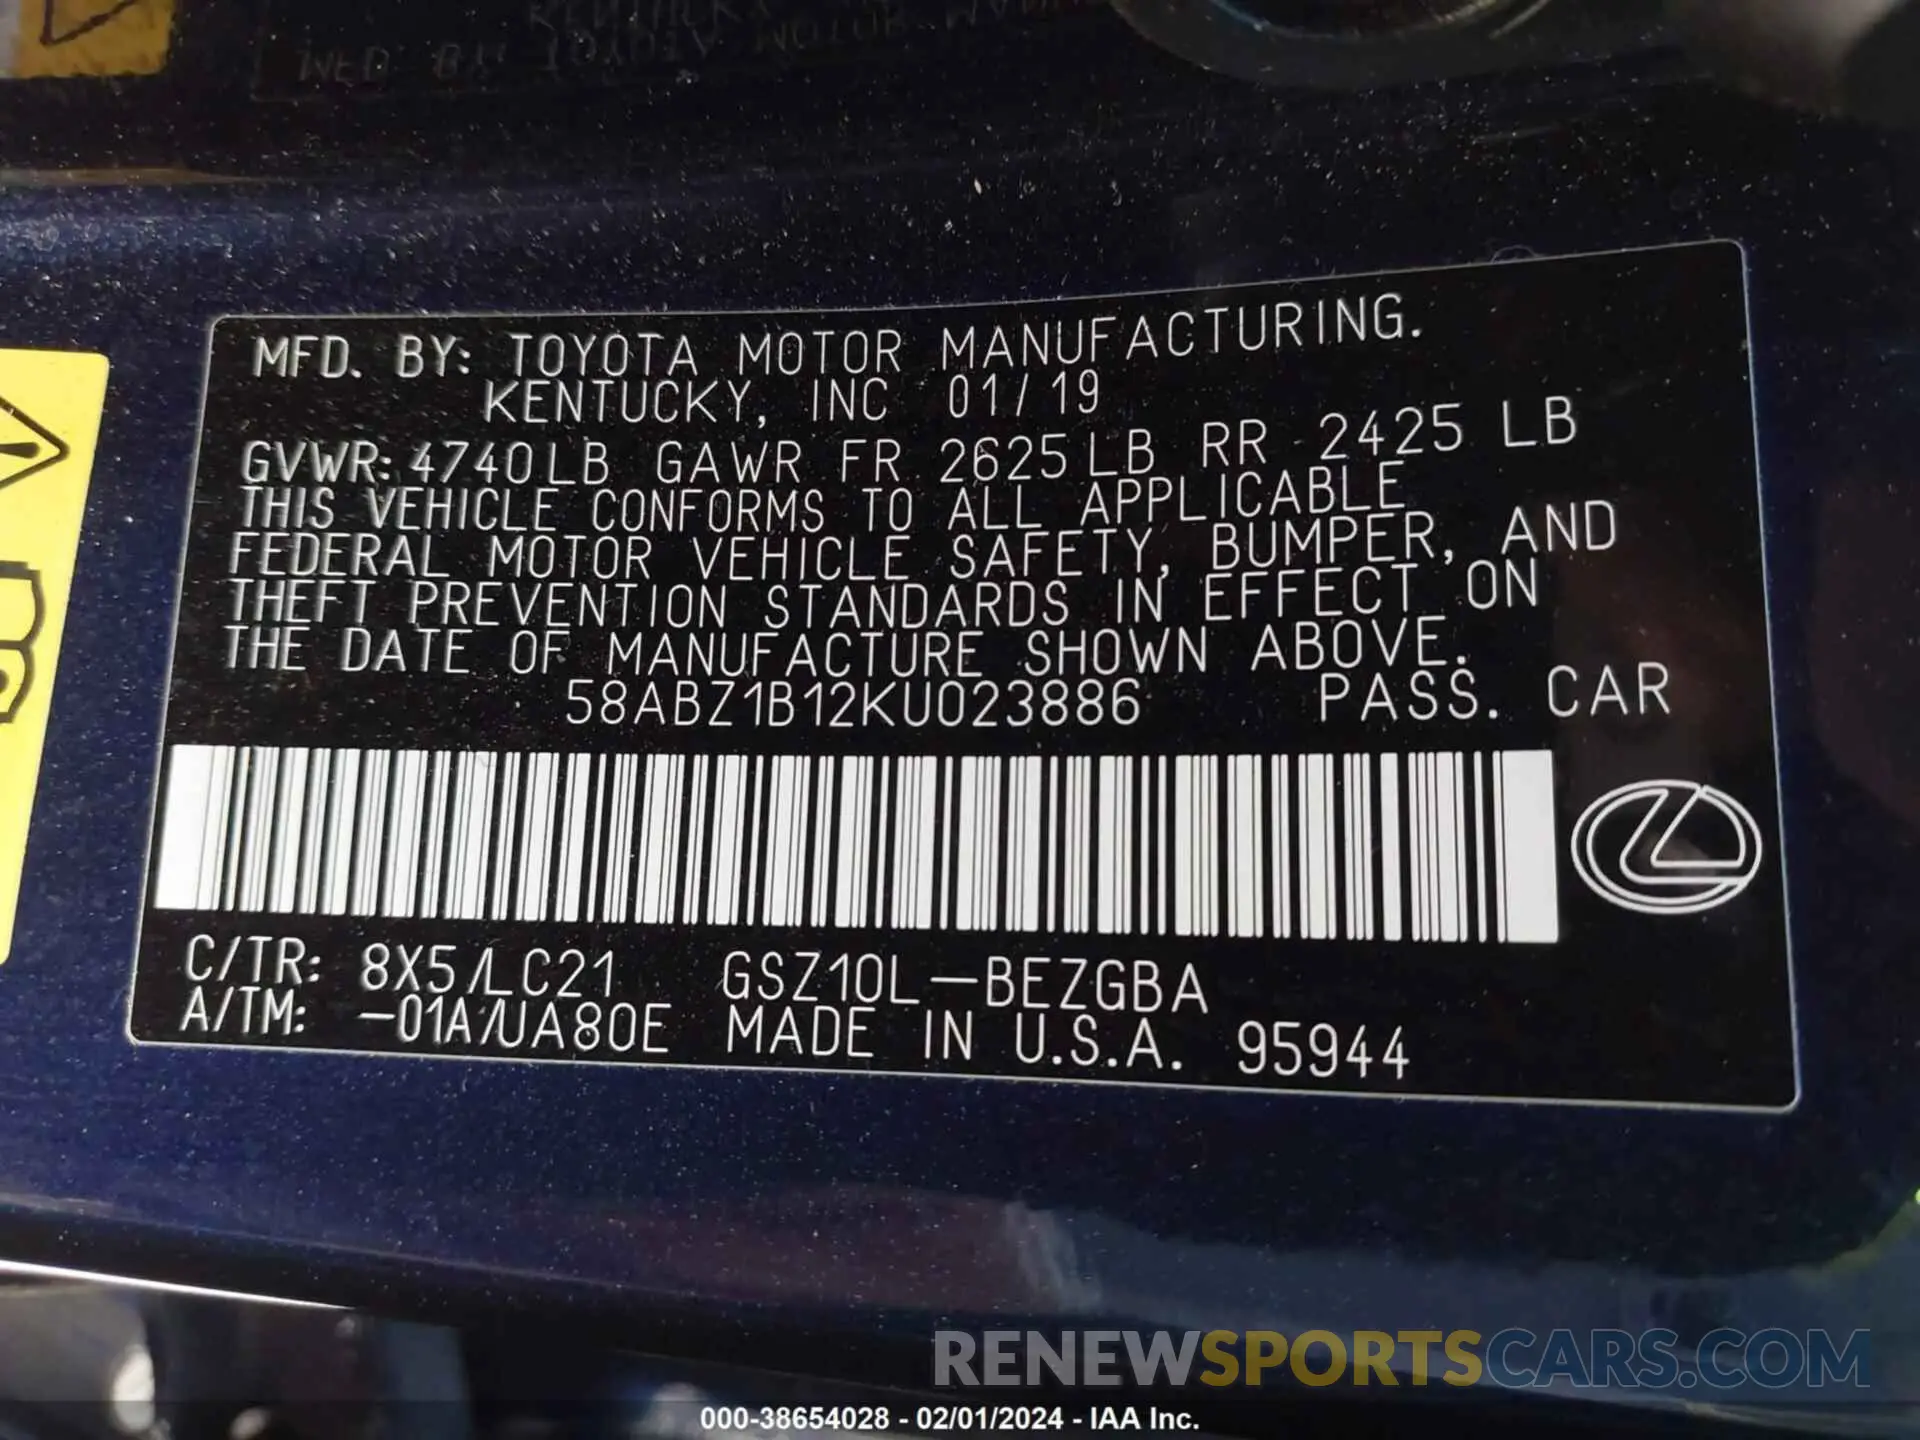 MFD. BY: TOYOTA MOTOR MANUFACTURING.
KENTUCKY, INC 01/19
GVWR: 4740LB GAWR FR 2625LB RR 2425 LB
THIS VEHICLE CONFORMS TO ALL APPLICABLE
FEDERAL MOTOR VEHICLE SAFETY, BUMPER, AND
THEFT PREVENTION STANDARDS IN EFFECT ON
THE DATE OF MANUFACTURE SHOWN ABOVE.
58ABZ1B12KU023886 PASS. CAR
C/TR: 8X5/LC21 GSZ10L-BEZGBA
A/TM: -01A/UA80E MADE IN U.S.A. 95944
RENEWSPORTSCARS.COM
000-38654028 - 02/01/2024 - IAA Inc.